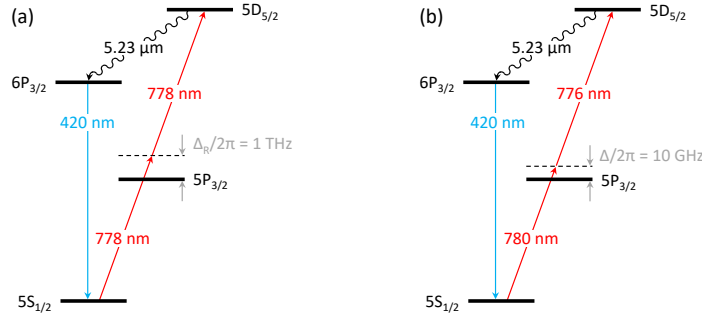 (a)
5D5/2
5.23 µm
6P3/2
778 nm
420 nm
ΔR/2π = 1 THz
5P3/2
778 nm
5S1/2
(b)
5D5/2
5.23 µm
6P3/2
776 nm
420 nm
Δ/2π = 10 GHz
5P3/2
780 nm
5S1/2